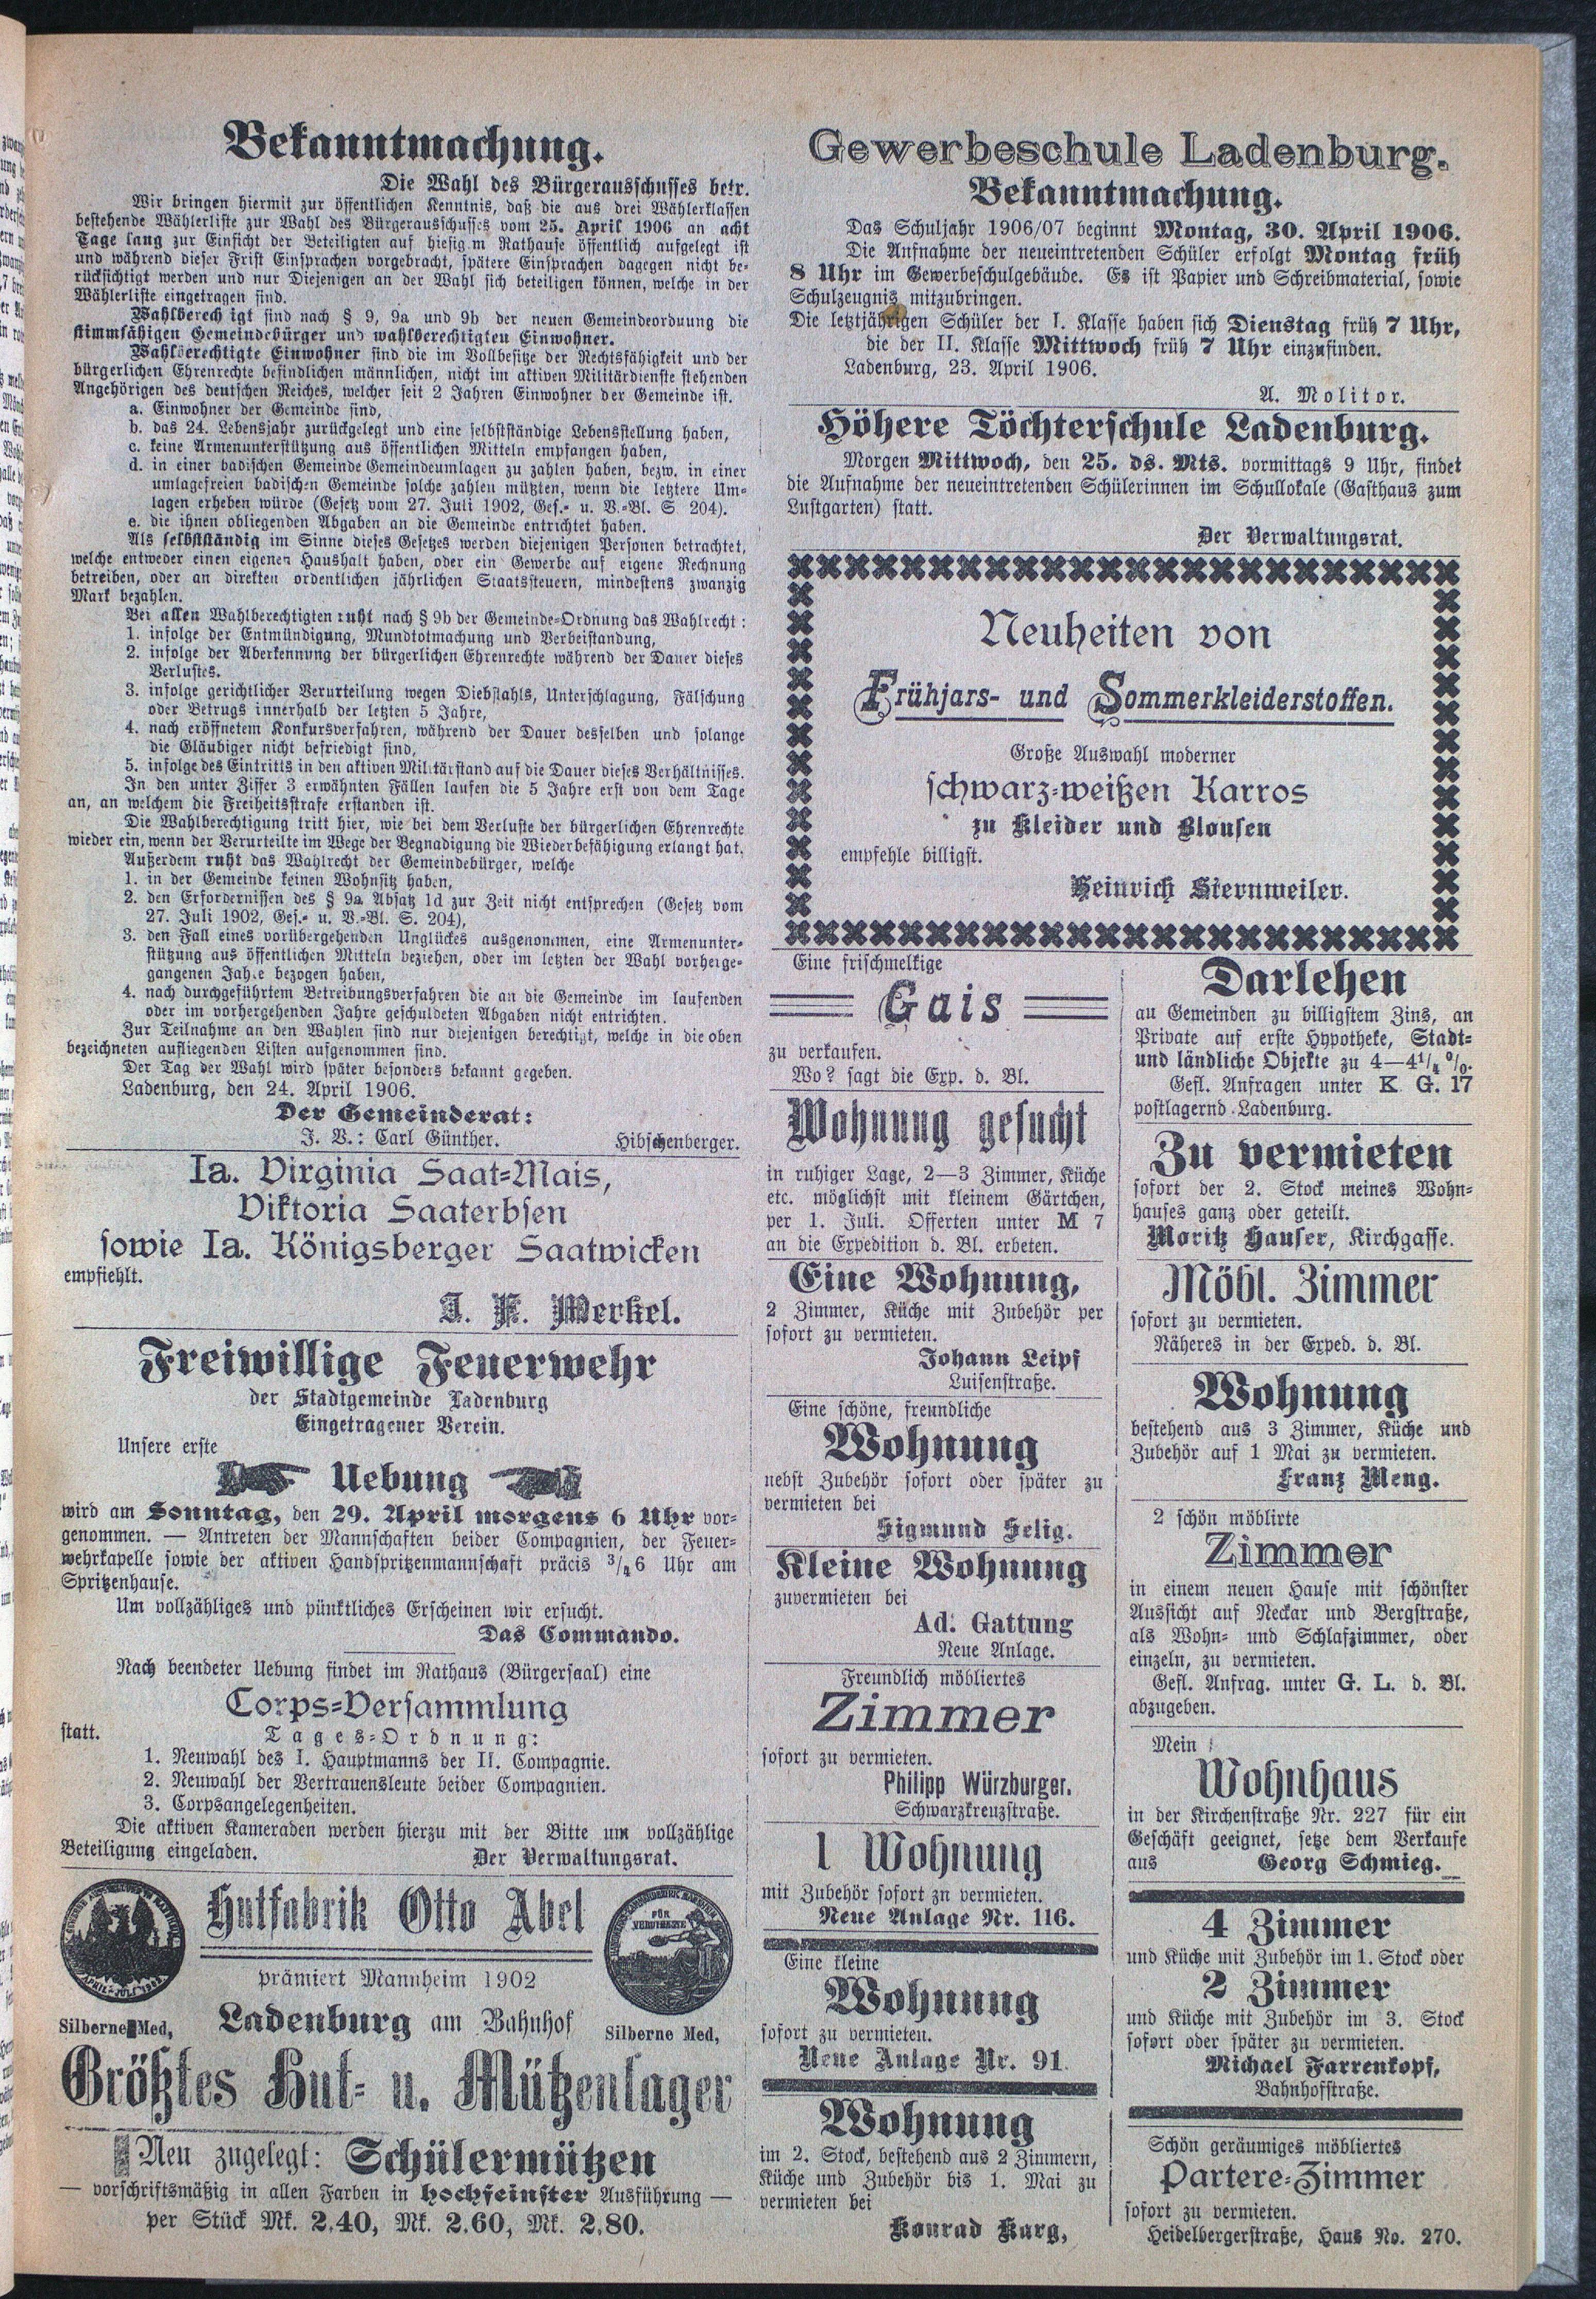 Bekanntmachung.
Die Wahl des Bürgerausschusses betr.
Wir bringen hiermit zur öffentlichen Kenntnis, daß die aus drei Wählerklassen
bestehende Wählerliste zur Wahl des Bürgerausschusses vom 25. April 1906 an acht
Tage lang zur Einsicht der Beteiligten auf hiesig.m Rathause öffentlich aufgelegt ist
und während dieser Frist Einsprachen vorgebracht, spätere Einsprachen dagegen nicht be-
rücksichtigt werden und nur Diejenigen an der Wahl sich beteiligen können, welche in der
Wählerliste eingetragen sind.
Wahlberech igt sind nach § 9, 9a und 9b der neuen Gemeindeordnung die
stimmfähigen Gemeindebürger und wahlberechtigten Einwohner.
Wahlberechtigte Einwohner sind die im Vollbesitze der Rechtsfähigkeit und der
bürgerlichen Ehrenrechte befindlichen männlichen, nicht im aktiven Militärdienste stehenden
Angehörigen des deutschen Reiches, welcher seit 2 Jahren Einwohner der Gemeinde ist.
a. Einwohner der Gemeinde sind,
b. das 24. Lebensjahr zurückgelegt und eine selbstständige Lebensstellung haben,
c. keine Armenunterstützung aus öffentlichen Mitteln empfangen haben,
d. in einer badischen Gemeinde Gemeindeumlagen zu zahlen haben, bezw. in einer
umlagefreien badischen Gemeinde solche zahlen müßten, wenn die letztere Um-
lagen erheben würde (Gesetz vom 27. Juli 1902, Ges.- u. V.-Bl. S 204).
e. die ihnen obliegenden Abgaben an die Gemeinde entrichtet haben.
Als selbstständig im Sinne dieses Gesetzes werden diejenigen Personen betrachtet,
welche entweder einen eigenen Haushalt haben, oder ein Gewerbe auf eigene Rechnung
betreiben, oder an direkten ordentlichen jährlichen Staatssteuern, mindestens zwanzig
Mark bezahlen.
Bei allen Wahlberechtigten ruht nach § 9b der Gemeinde-Ordnung das Wahlrecht:
1. infolge der Entmündigung, Mundtotmachung und Verbeistandung,
2. infolge der Aberkennung der bürgerlichen Ehrenrechte während der Dauer dieses
Verlustes.
3. infolge gerichtlicher Verurteilung wegen Diebstahls, Unterschlagung, Fälschung
oder Betrugs innerhalb der letzten 5 Jahre,
4. nach eröffnetem Konkursverfahren, während der Dauer desselben und solange
die Gläubiger nicht befriedigt sind,
5. infolge des Eintritts in den aktiven Militärstand auf die Dauer dieses Verhältnisses.
In den unter Ziffer 3 erwähnten Fällen laufen die 5 Jahre erst von dem Tage
an, an welchem die Freiheitsstrafe erstanden ist.
Die Wahlberechtigung tritt hier, wie bei dem Verluste der bürgerlichen Ehrenrechte
wieder ein, wenn der Verurteilte im Wege der Begnadigung die Wiederbefähigung erlangt hat.
Außerdem ruht das Wahlrecht der Gemeindebürger, welche
1. in der Gemeinde keinen Wohnsitz haben,
2. den Erfordernissen des § 9a Absatz 1d zur Zeit nicht entsprechen (Gesetz vom
27. Juli 1902, Ges.- u. V.-Bl. S. 204),
3. den Fall eines vorübergehenden Unglückes ausgenommen, eine Armenunter-
stützung aus öffentlichen Mitteln beziehen, oder im letzten der Wahl vorherge-
gangenen Jahre bezogen haben,
4. nach durchgeführtem Betreibungsverfahren die an die Gemeinde im laufenden
oder im vorhergehenden Jahre geschuldeten Abgaben nicht entrichten.
Zur Teilnahme an den Wahlen sind nur diejenigen berechtigt, welche in die oben
bezeichneten aufliegenden Listen aufgenommen sind.
Der Tag der Wahl wird später besonders bekannt gegeben.
Ladenburg, den 24. April 1906.
Der Gemeinderat:
J. V.: Carl Günther. Hibschenberger.
Ia. Virginia Saat-Mais,
Viktoria Saaterbsen
sowie Ia. Königsberger Saatwicken
empfiehlt.
J. F. Merkel.
Freiwillige Feuerwehr
der Stadtgemeinde Ladenburg
Eingetragener Verein.
Unsere erste
Uebung
wird am Sonntag, den 29. April morgens 6 Uhr vor-
genommen. — Antreten der Mannschaften beider Compagnien, der Feuer-
wehrkapelle sowie der aktiven Handspritzenmannschaft präcis 3/4 6 Uhr am
Spritzenhause.
Um vollzähliges und pünktliches Erscheinen wir ersucht.
Das Commando.
Nach beendeter Uebung findet im Rathaus (Bürgersaal) eine
Corps-Versammlung
statt. Tages-Ordnung:
1. Neuwahl des I. Hauptmanns der II. Compagnie.
2. Neuwahl der Vertrauensleute beider Compagnien.
3. Corpsangelegenheiten.
Die aktiven Kameraden werden hierzu mit der Bitte um vollzählige
Beteiligung eingeladen. Der Verwaltungsrat.
Hutfabrik Otto Abel
prämiert Mannheim 1902
Ladenburg am Bahnhof
Silberne Med,
FÜR VERDIENSTE
Silberne Med,
Größtes Hut- u. Mützenlager
Neu zugelegt: Schülermützen
— vorschriftsmäßig in allen Farben in hochfeinster Ausführung —
per Stück Mk. 2.40, Mk. 2.60, Mk. 2.80.
Gewerbeschule Ladenburg.
Bekanntmachung.
Das Schuljahr 1906/07 beginnt Montag, 30. April 1906.
Die Aufnahme der neueintretenden Schüler erfolgt Montag früh
8 Uhr im Gewerbeschulgebäude. Es ist Papier und Schreibmaterial, sowie
Schulzeugnis mitzubringen.
Die letztjährigen Schüler der I. Klasse haben sich Dienstag früh 7 Uhr,
die der II. Klasse Mittwoch früh 7 Uhr einzufinden.
Ladenburg, 23. April 1906.
A. Molitor.
Höhere Töchterschule Ladenburg.
Morgen Mittwoch, den 25. ds. Mts. vormittags 9 Uhr, findet
die Aufnahme der neueintretenden Schülerinnen im Schullokale (Gasthaus zum
Lustgarten) statt.
Der Verwaltungsrat.
Neuheiten von
Frühjars- und Sommerkleiderstoffen.
Große Auswahl moderner
schwarz-weißen Karros
zu Kleider und Blousen
empfehle billigst.
Heinrich Sternweiler.
Eine frischmelkige
Gais
zu verkaufen.
Wo? sagt die Exp. d. Bl.
Wohnung gesucht
in ruhiger Lage, 2—3 Zimmer, Küche
etc. möglichst mit kleinem Gärtchen,
per 1. Juli. Offerten unter M 7
an die Expedition d. Bl. erbeten.
Eine Wohnung,
2 Zimmer, Küche mit Zubehör per
sofort zu vermieten.
Johann Leipf
Luisenstraße.
Eine schöne, freundliche
Wohnung
nebst Zubehör sofort oder später zu
vermieten bei
Sigmund Selig.
Kleine Wohnung
zuvermieten bei
Ad. Gattung
Neue Anlage.
Freundlich möbliertes
Zimmer
sofort zu vermieten.
Philipp Würzburger.
Schwarzkreuzstraße.
1 Wohnung
mit Zubehör sofort zu vermieten.
Neue Anlage Nr. 116.
Eine kleine
Wohnung
sofort zu vermieten.
Neue Anlage Nr. 91.
Wohnung
im 2. Stock, bestehend aus 2 Zimmern,
Küche und Zubehör bis 1. Mai zu
vermieten bei
Konrad Karg,
Darlehen
an Gemeinden zu billigstem Zins, an
Private auf erste Hypotheke, Stadt-
und ländliche Objekte zu 4—4 1/4 %.
Gefl. Anfragen unter K G. 17
postlagernd Ladenburg.
Zu vermieten
sofort der 2. Stock meines Wohn-
hauses ganz oder geteilt.
Moritz Hauser, Kirchgasse.
Möbl. Zimmer
sofort zu vermieten.
Näheres in der Exped. d. Bl.
Wohnung
bestehend aus 3 Zimmer, Küche und
Zubehör auf 1 Mai zu vermieten.
Franz Meng.
2 schön möblirte
Zimmer
in einem neuen Hause mit schönster
Aussicht auf Neckar und Bergstraße,
als Wohn- und Schlafzimmer, oder
einzeln, zu vermieten.
Gefl. Anfrag. unter G. L. d. Bl.
abzugeben.
Mein
Wohnhaus
in der Kirchenstraße Nr. 227 für ein
Geschäft geeignet, setze dem Verkaufe
aus Georg Schmieg.
4 Zimmer
und Küche mit Zubehör im 1. Stock oder
2 Zimmer
und Küche mit Zubehör im 3. Stock
sofort oder später zu vermieten.
Michael Farrenkopf,
Bahnhofstraße.
Schön geräumiges möbliertes
Partere-Zimmer
sofort zu vermieten.
Heidelbergerstraße, Haus No. 270.